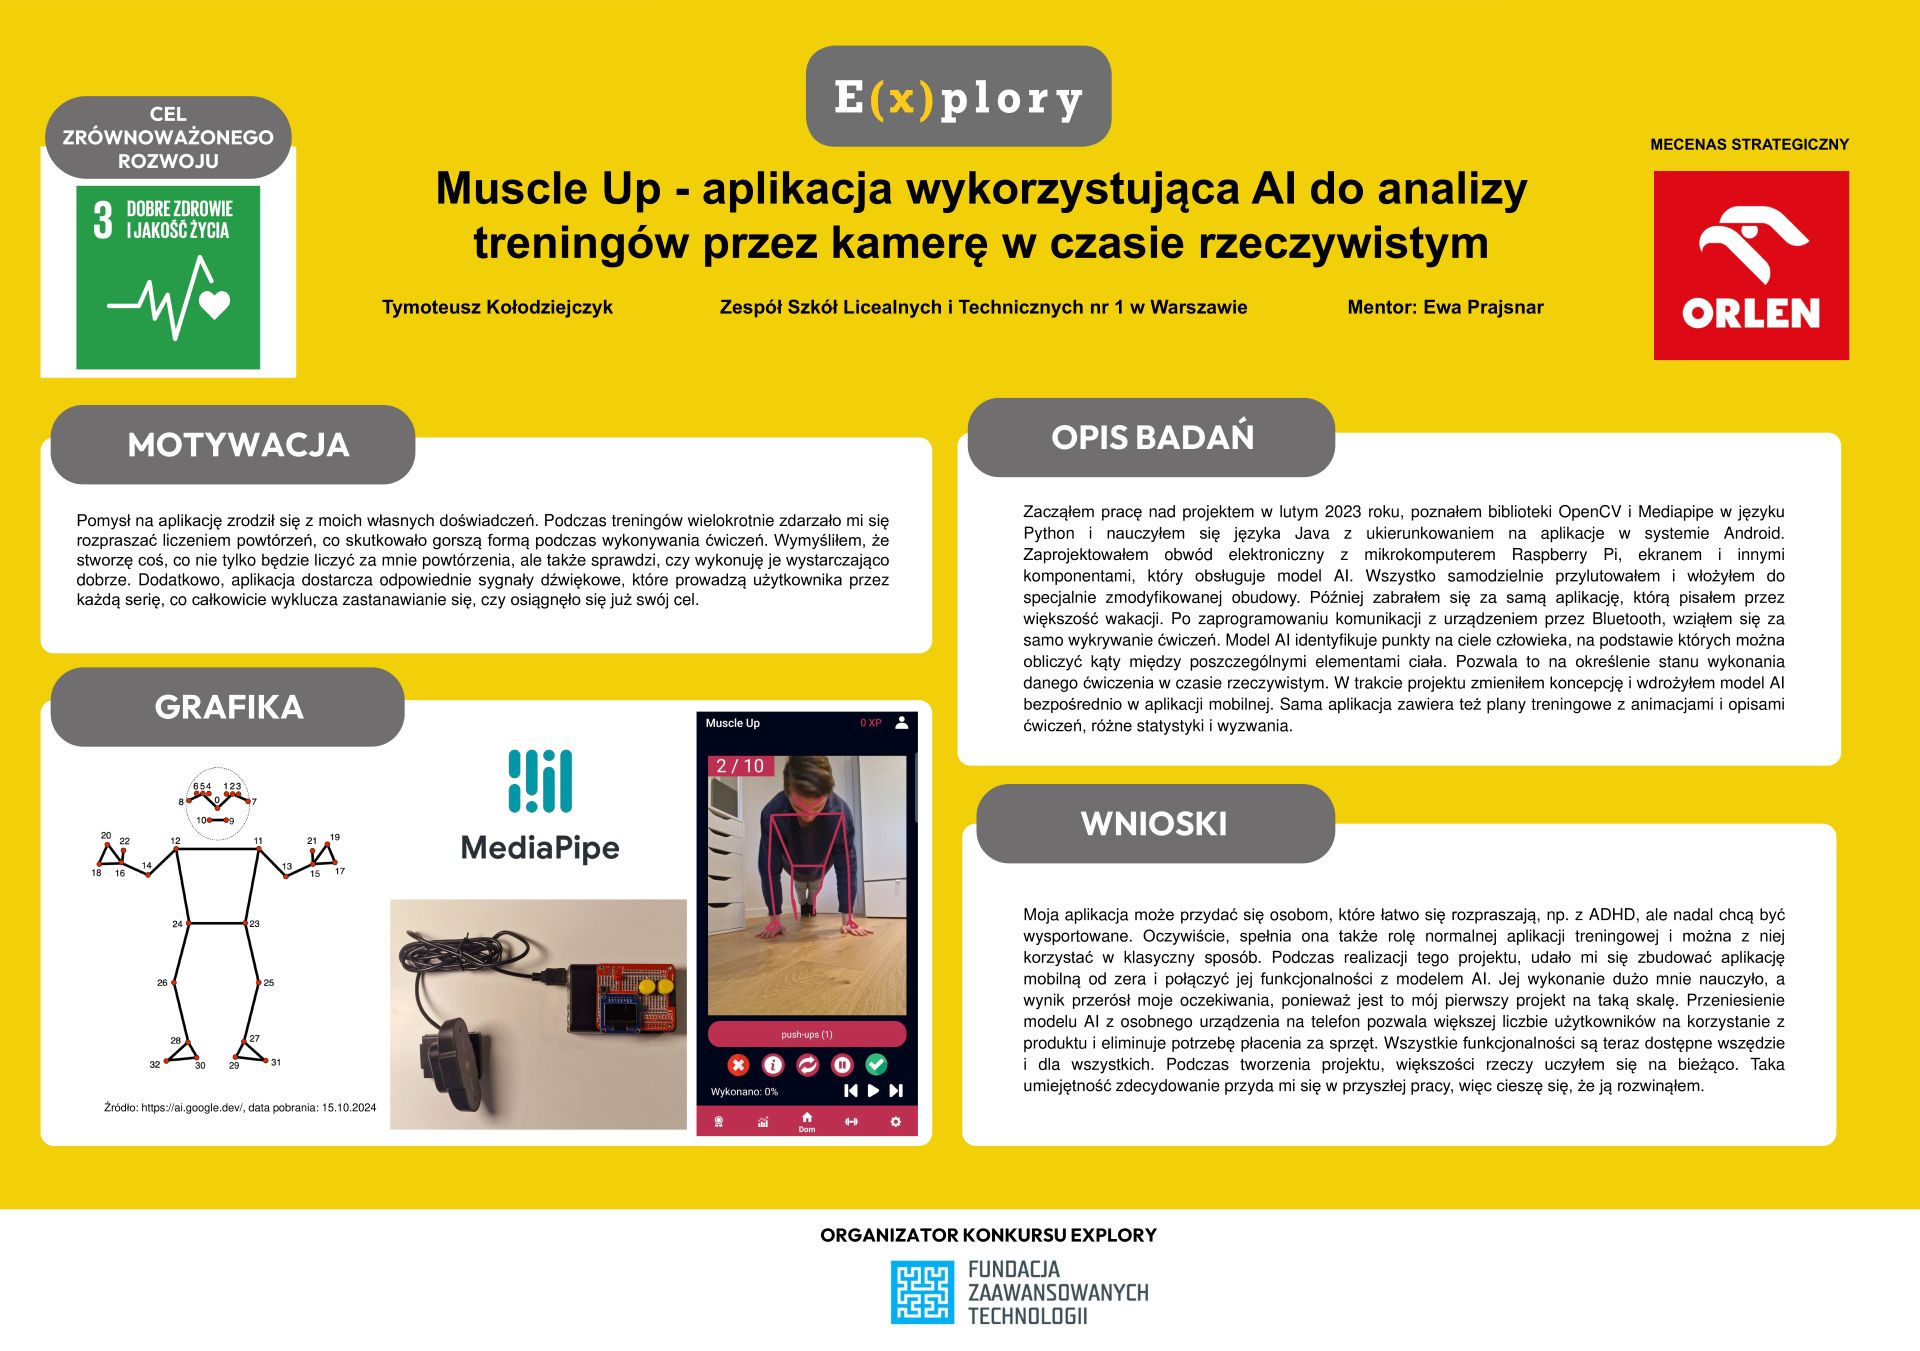 E(x)plory
CEL
ZRÓWNOWAŻONEGO
ROZWOJU
3 DOBRE ZDROWIE
I JAKOŚĆ ŻYCIA
MECENAS STRATEGICZNY
ORLEN
Muscle Up - aplikacja wykorzystująca AI do analizy
treningów przez kamerę w czasie rzeczywistym
Tymoteusz Kołodziejczyk
Zespół Szkół Licealnych i Technicznych nr 1 w Warszawie
Mentor: Ewa Prajsnar
MOTYWACJA
Pomysł na aplikację zrodził się z moich własnych doświadczeń. Podczas treningów wielokrotnie zdarzało mi się
rozpraszać liczeniem powtórzeń, co skutkowało gorszą formą podczas wykonywania ćwiczeń. Wymyśliłem, że
stworzę coś, co nie tylko będzie liczyć za mnie powtórzenia, ale także sprawdzi, czy wykonuję je wystarczająco
dobrze. Dodatkowo, aplikacja dostarcza odpowiednie sygnały dźwiękowe, które prowadzą użytkownika przez
każdą serię, co całkowicie wyklucza zastanawianie się, czy osiągnęło się już swój cel.
GRAFIKA
6 5 4 1 2 3
8 0 7
10 9
20 22 12 11 21 19
18 16 14 13 15 17
24 23
26 25
28 27
32 30 29 31
Źródło: https://ai.google.dev/, data pobrania: 15.10.2024
MediaPipe
Muscle Up 0 XP
2 / 10
push-ups (1)
Wykonano: 0%
Dom
OPIS BADAŃ
Zacząłem pracę nad projektem w lutym 2023 roku, poznałem biblioteki OpenCV i Mediapipe w języku
Python i nauczyłem się języka Java z ukierunkowaniem na aplikacje w systemie Android.
Zaprojektowałem obwód elektroniczny z mikrokomputerem Raspberry Pi, ekranem i innymi
komponentami, który obsługuje model AI. Wszystko samodzielnie przylutowałem i włożyłem do
specjalnie zmodyfikowanej obudowy. Później zabrałem się za samą aplikację, którą pisałem przez
większość wakacji. Po zaprogramowaniu komunikacji z urządzeniem przez Bluetooth, wziąłem się za
samo wykrywanie ćwiczeń. Model AI identyfikuje punkty na ciele człowieka, na podstawie których można
obliczyć kąty między poszczególnymi elementami ciała. Pozwala to na określenie stanu wykonania
danego ćwiczenia w czasie rzeczywistym. W trakcie projektu zmieniłem koncepcję i wdrożyłem model AI
bezpośrednio w aplikacji mobilnej. Sama aplikacja zawiera też plany treningowe z animacjami i opisami
ćwiczeń, różne statystyki i wyzwania.
WNIOSKI
Moja aplikacja może przydać się osobom, które łatwo się rozpraszają, np. z ADHD, ale nadal chcą być
wysportowane. Oczywiście, spełnia ona także rolę normalnej aplikacji treningowej i można z niej
korzystać w klasyczny sposób. Podczas realizacji tego projektu, udało mi się zbudować aplikację
mobilną od zera i połączyć jej funkcjonalności z modelem AI. Jej wykonanie dużo mnie nauczyło, a
wynik przerósł moje oczekiwania, ponieważ jest to mój pierwszy projekt na taką skalę. Przeniesienie
modelu AI z osobnego urządzenia na telefon pozwala większej liczbie użytkowników na korzystanie z
produktu i eliminuje potrzebę płacenia za sprzęt. Wszystkie funkcjonalności są teraz dostępne wszędzie
i dla wszystkich. Podczas tworzenia projektu, większości rzeczy uczyłem się na bieżąco. Taka
umiejętność zdecydowanie przyda mi się w przyszłej pracy, więc cieszę się, że ją rozwinąłem.
ORGANIZATOR KONKURSU EXPLORY
FUNDACJA
ZAAWANSOWANYCH
TECHNOLOGII